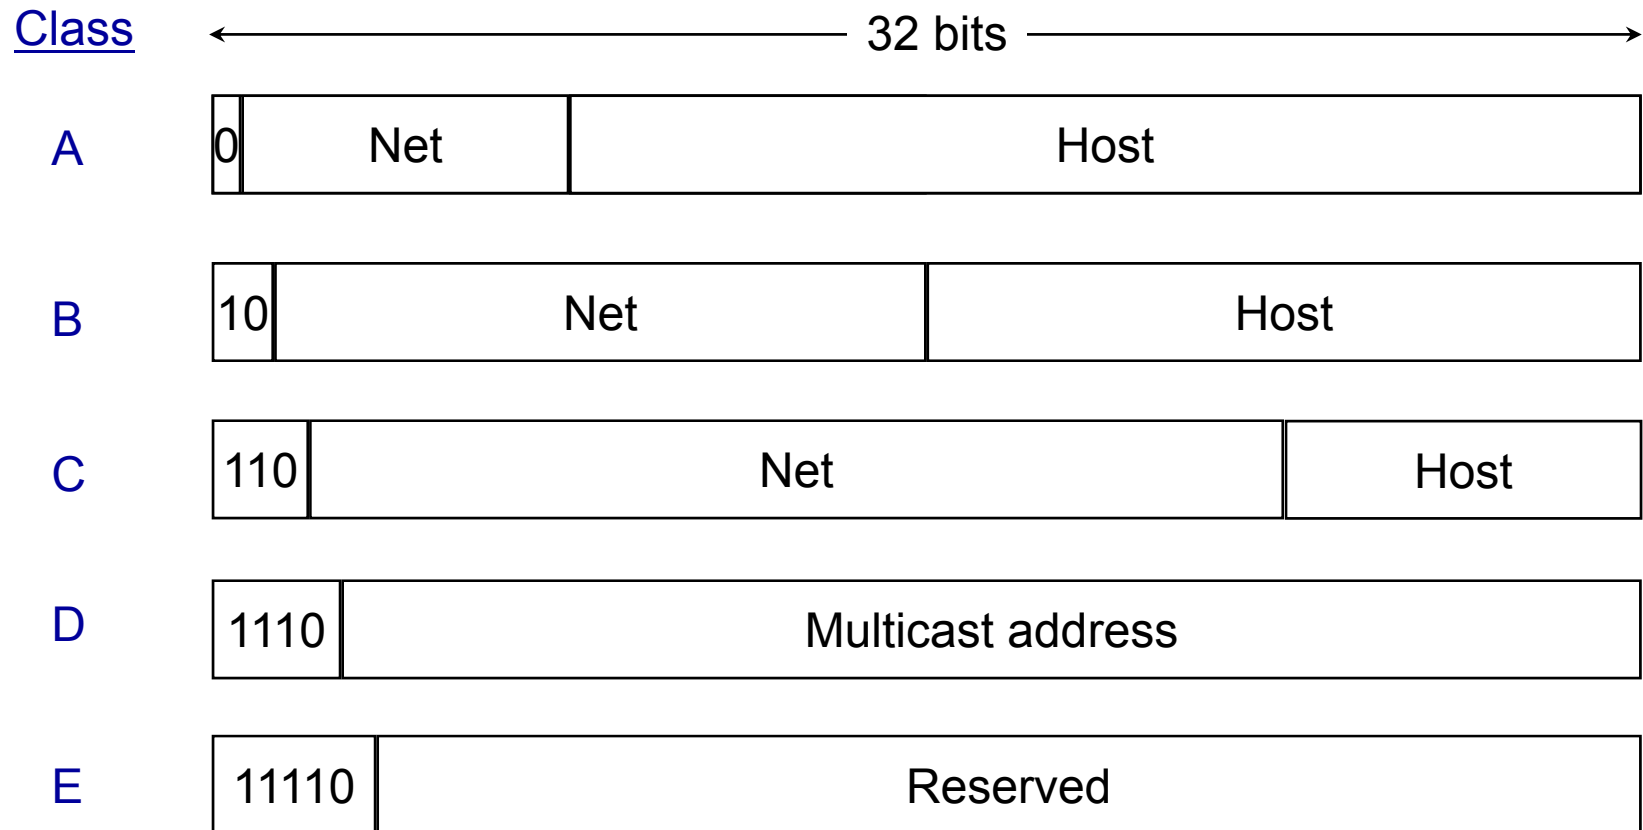 Class 32 bits
A 0 Net Host
B 10 Net Host
C 110 Net Host
D 1110 Multicast address
E 11110 Reserved